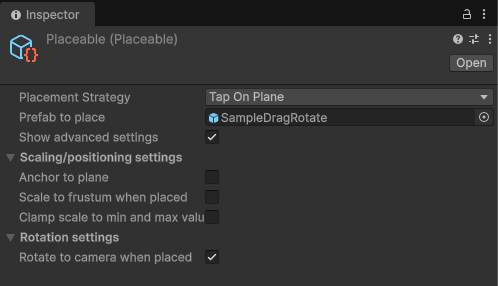 Inspector
Placeable (Placeable)
Open
Placement Strategy
Tap On Plane
Prefab to place
SampleDragRotate
Show advanced settings
Scaling/positioning settings
Anchor to plane
Scale to frustum when placed
Clamp scale to min and max valu
Rotation settings
Rotate to camera when placed